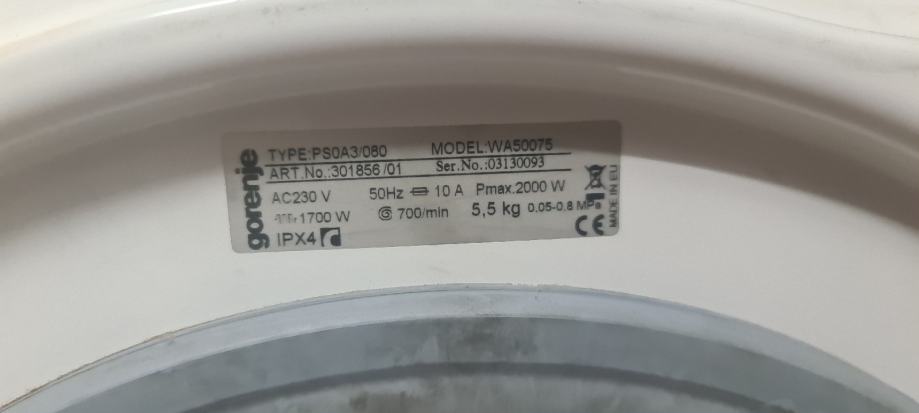 gorenje
TYPE:PS0A3/080 MODEL:WA50075
ART.No.:301856/01 Ser.No.:03130093
AC230 V 50Hz 10 A Pmax.2000 W
1700 W 700/min 5,5 kg 0.05-0.8 MPa
IPX4 CE
MADE IN EU